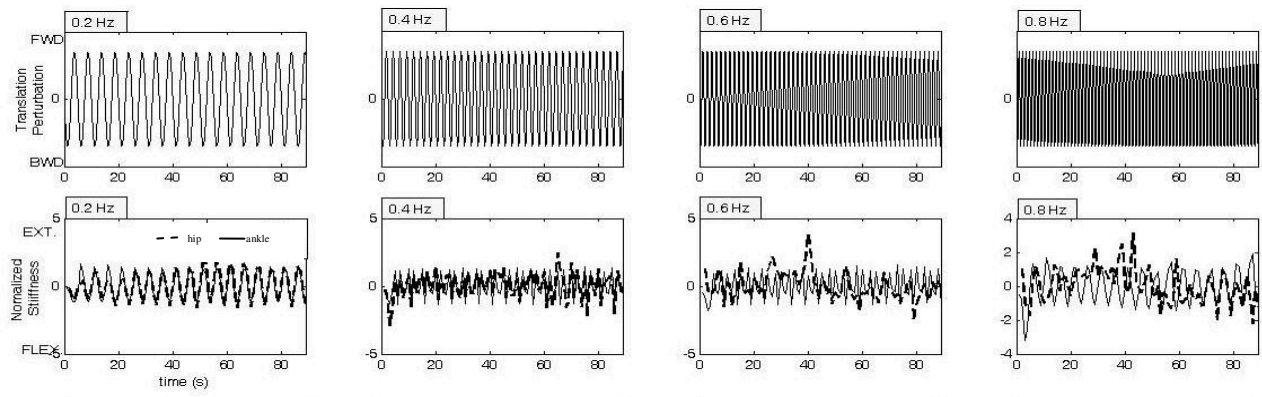 0.2 Hz
0.4 Hz
0.6 Hz
0.8 Hz
FWD
0
BWD
Translation
Perturbation
0 20 40 60 80
0
0 20 40 60 80
0
0 20 40 60 80
0
0 20 40 60 80
0.2 Hz
0.4 Hz
0.6 Hz
0.8 Hz
5
EXT.
0
FLEX
-5
Normalized
Stiffness
hip ankle
0 20 40 60 80
time (s)
5
0
-5
0 20 40 60 80
5
0
-5
0 20 40 60 80
4
2
0
-2
-4
0 20 40 60 80